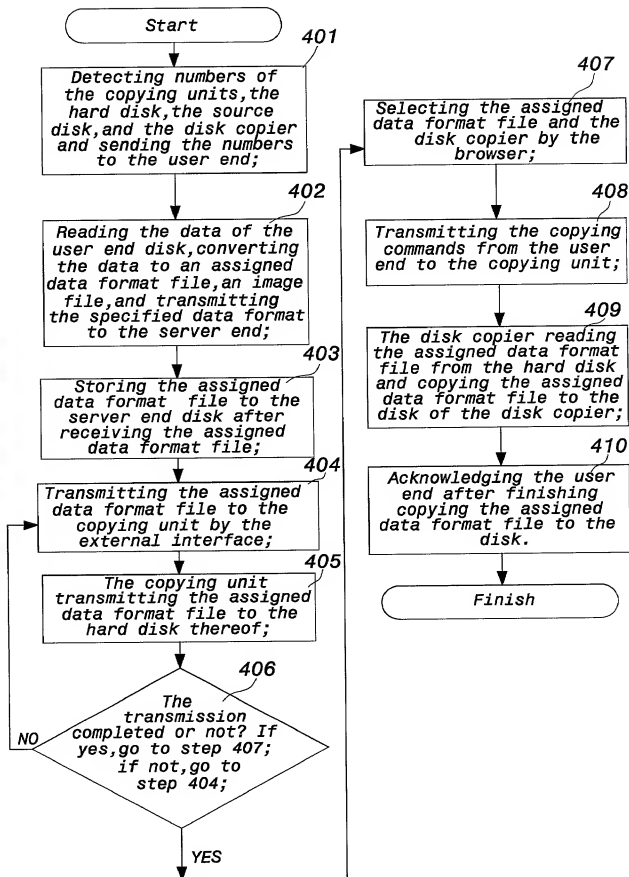 Start
401
Detecting numbers of
the copying units,the
hard disk,the source
disk,and the disk copier
and sending the numbers
to the user end;
402
Reading the data of the
user end disk,converting
the data to an assigned
data format file,an image
file,and transmitting
the specified data format
to the server end;
403
Storing the assigned
data format file to the
server end disk after
receiving the assigned
data format file;
404
Transmitting the assigned
data format file to the
copying unit by the
external interface;
405
The copying unit
transmitting the assigned
data format file to the
hard disk thereof;
406
The
transmission
completed or not? If
yes,go to step 407;
if not,go to
step 404;
NO
YES
407
Selecting the assigned
data format file and the
disk copier by the
browser;
408
Transmitting the copying
commands from the user
end to the copying unit;
409
The disk copier reading
the assigned data format
file from the hard disk
and copying the assigned
data format file to the
disk of the disk copier;
410
Acknowledging the user
end after finishing
copying the assigned
data format file to the
disk.
Finish